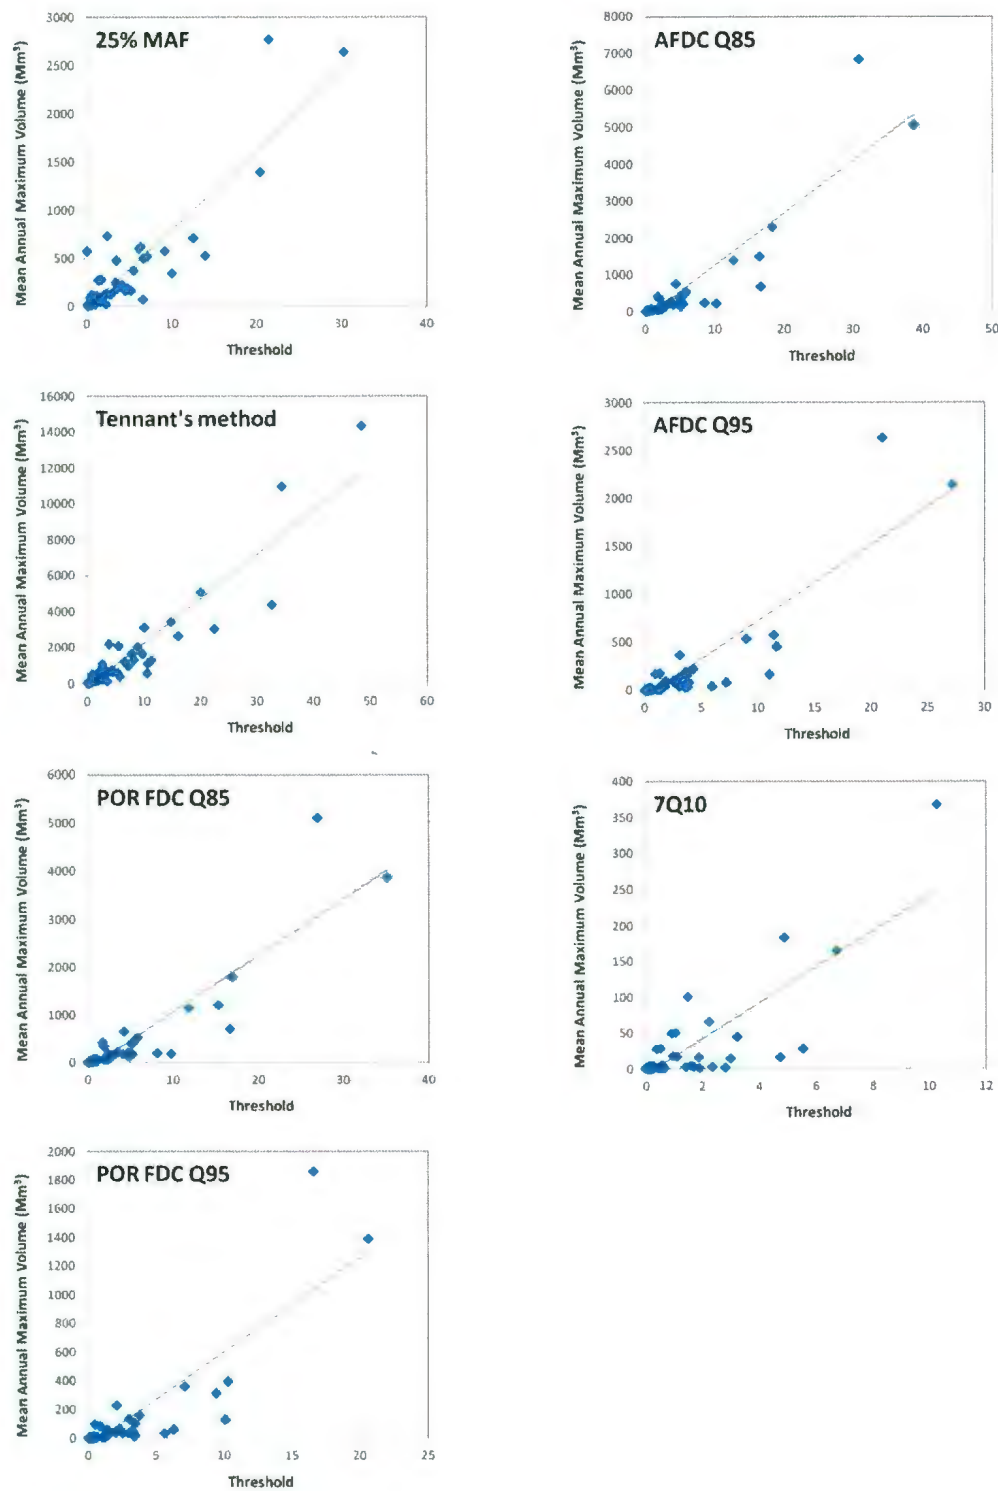 25% MAF
Mean Annual Maximum Volume (Mm³)
3000
2500
2000
1500
1000
500
0
0 10 20 30 40
Threshold
AFDC Q85
Mean Annual Maximum Volume (Mm³)
8000
7000
6000
5000
4000
3000
2000
1000
0
0 10 20 30 40 50
Threshold
Tennant's method
Mean Annual Maximum Volume (Mm³)
16000
14000
12000
10000
8000
6000
4000
2000
0
0 10 20 30 40 50 60
Threshold
AFDC Q95
Mean Annual Maximum Volume (Mm³)
3000
2500
2000
1500
1000
500
0
0 5 10 15 20 25 30
Threshold
POR FDC Q85
Mean Annual Maximum Volume (Mm³)
6000
5000
4000
3000
2000
1000
0
0 10 20 30 40
Threshold
7Q10
Mean Annual Maximum Volume (Mm³)
400
350
300
250
200
150
100
50
0
0 2 4 6 8 10 12
Threshold
POR FDC Q95
Mean Annual Maximum Volume (Mm³)
2000
1800
1600
1400
1200
1000
800
600
400
200
0
0 5 10 15 20 25
Threshold